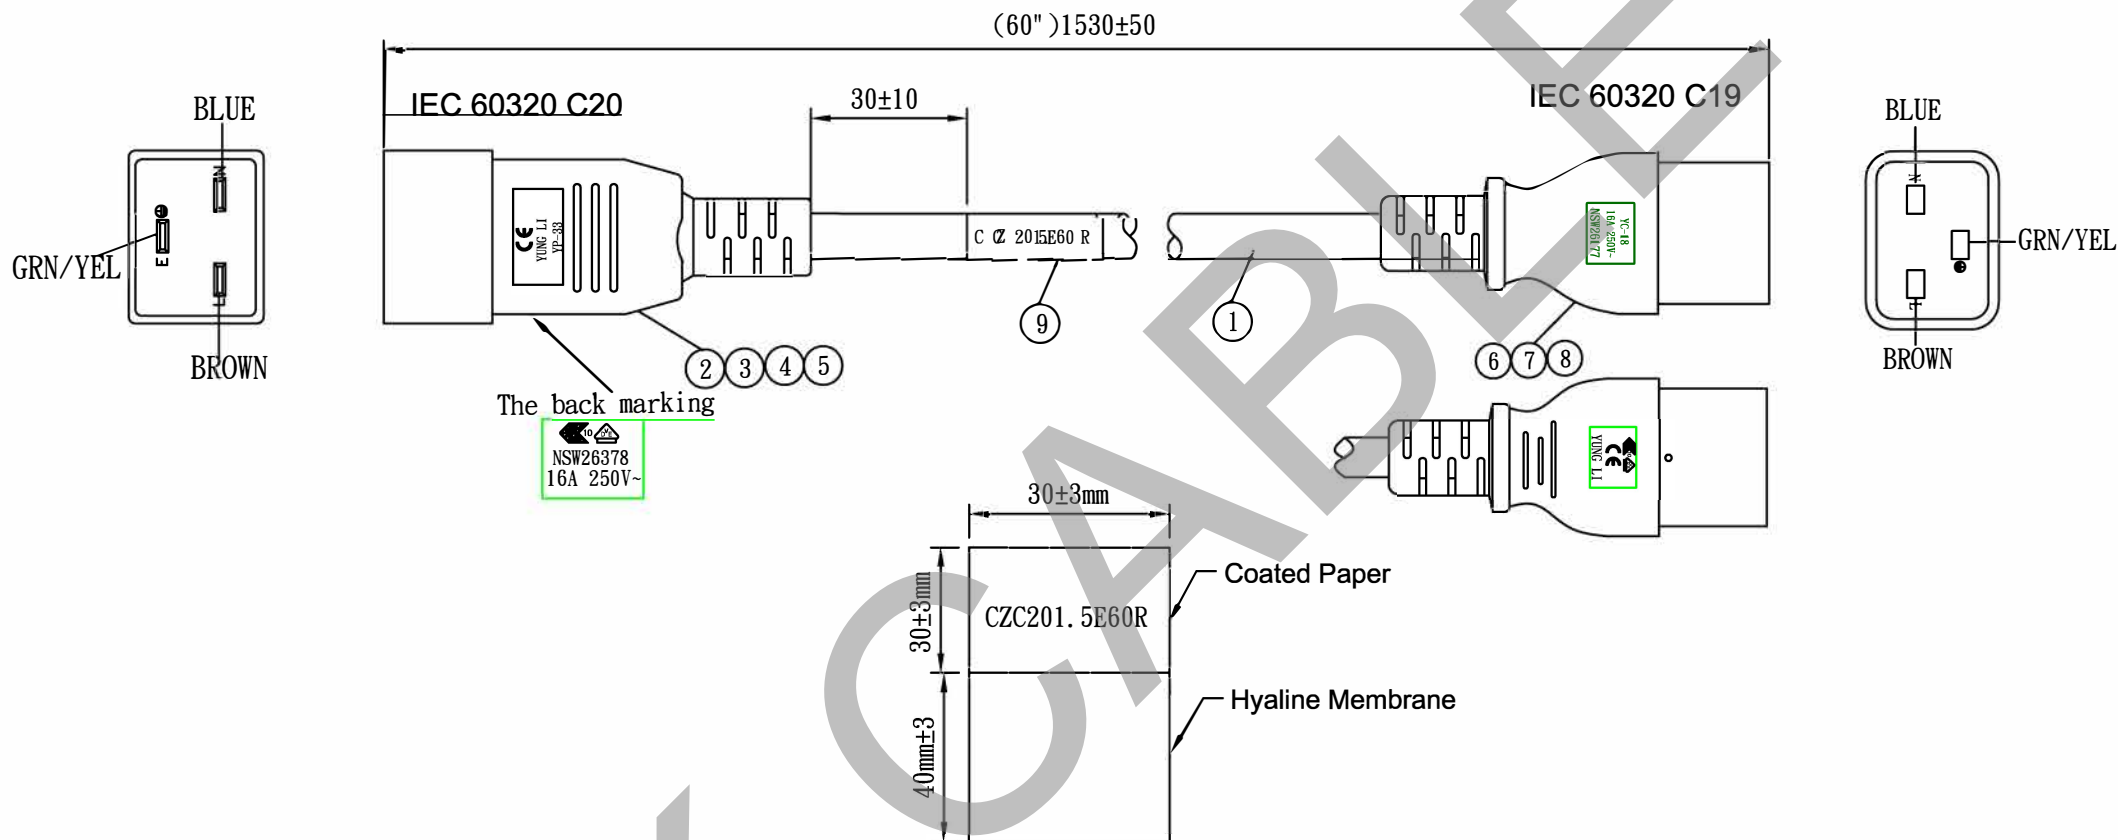 (60")1530±50
IEC 60320 C20
30±10
IEC 60320 C19
BLUE
BLUE
N
N
E
L
L
GRN/YEL
GRN/YEL
BROWN
BROWN
CE
YUNG LI
YP-33
C CZ 2015E60 R
YC-18
16A 250V~
NSW26177
9
1
2 3 4 5
6 7 8
The back marking
10
NSW26378
16A 250V~
CE
YUNG LI
30±3mm
30±3mm
CZC201.5E60R
Coated Paper
40mm±3
Hyaline Membrane
CABLE